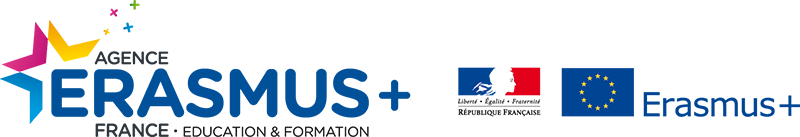 AGENCE
ERASMUS+
FRANCE • EDUCATION & FORMATION
Liberté • Égalité • Fraternité
RÉPUBLIQUE FRANÇAISE
Erasmus+